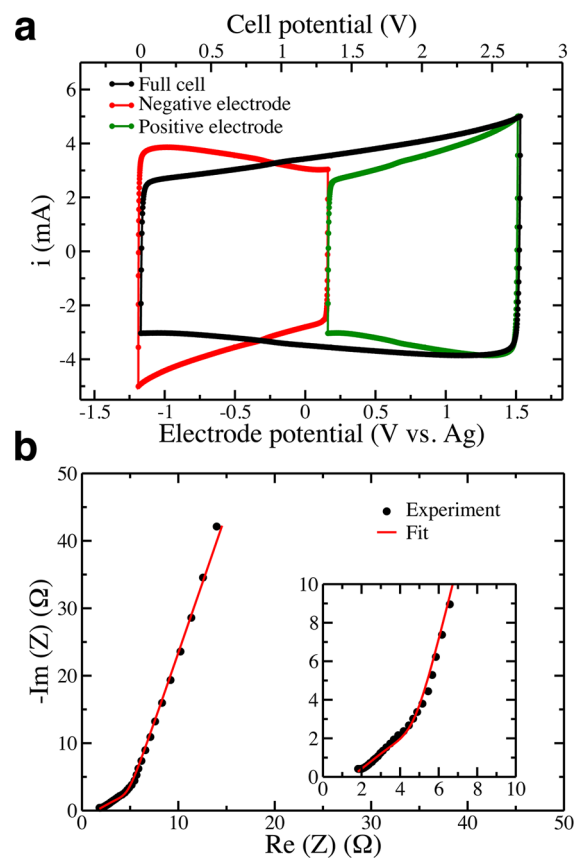 a
Cell potential (V)
0 0.5 1 1.5 2 2.5 3
Full cell
Negative electrode
Positive electrode
6
4
2
0
-2
-4
i (mA)
-1.5 -1 -0.5 0 0.5 1 1.5
Electrode potential (V vs. Ag)
b
50
40
30
20
10
0
-Im (Z) (Ω)
Experiment
Fit
10
8
6
4
2
0
0 2 4 6 8 10
0 10 20 30 40 50
Re (Z) (Ω)